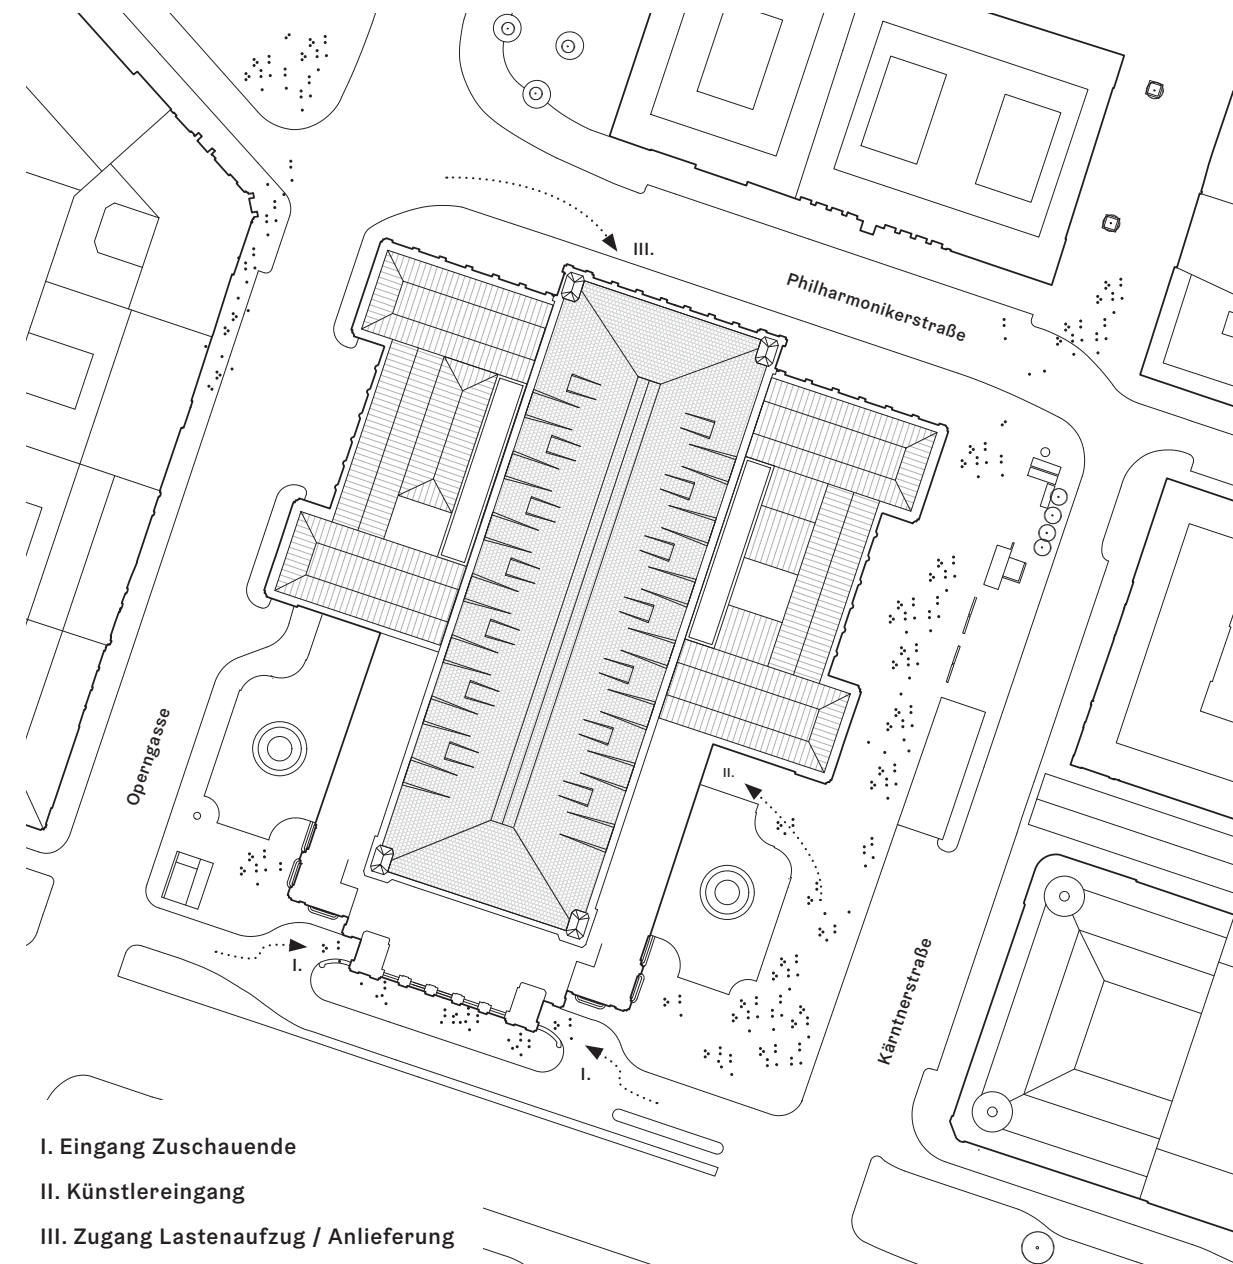 III.
Philharmonikerstraße
Operngasse
II.
I.
Kärntnerstraße
I.
I. Eingang Zuschauende
II. Künstlereingang
III. Zugang Lastenaufzug / Anlieferung